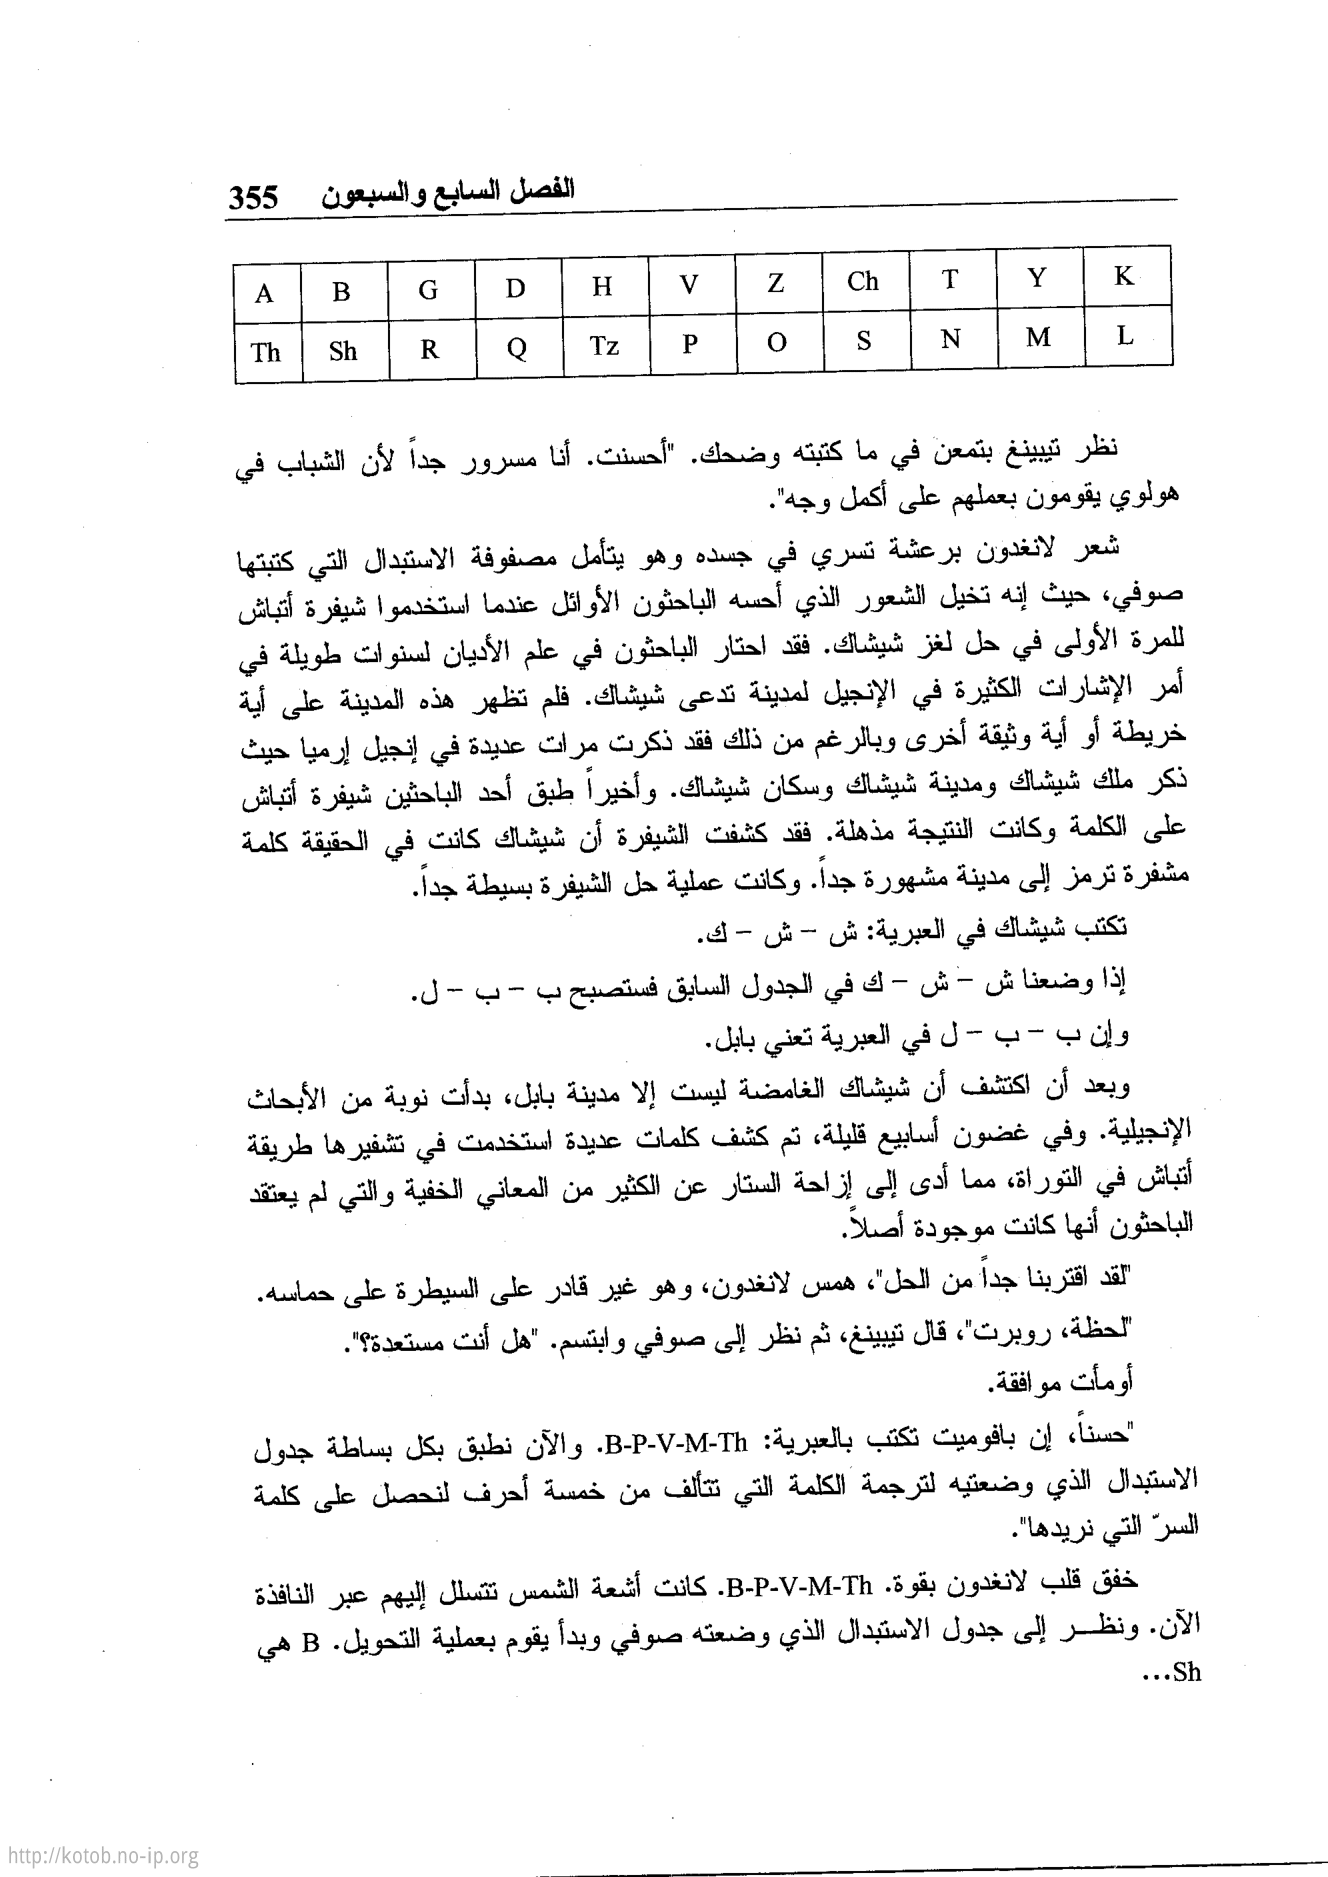 الفصل السابع والسبعون 355
A B G D H V Z Ch T Y K
Th Sh R Q Tz P O S N M L
نظر تيبينغ بتمعن في ما كتبته وضحك. "أحسنت. أنا مسرور جداً لأن الشباب في
هولوي يقومون بعملهم على أكمل وجه".
شعر لانغدون برعشة تسري في جسده وهو يتأمل مصفوفة الاستبدال التي كتبتها
صوفي، حيث إنه تخيل الشعور الذي أحسه الباحثون الأوائل عندما استخدموا شيفرة أتباش
للمرة الأولى في حل لغز شيشاك. فقد احتار الباحثون في علم الأديان لسنوات طويلة في
أمر الإشارات الكثيرة في الإنجيل لمدينة تدعى شيشاك. فلم تظهر هذه المدينة على أية
خريطة أو أية وثيقة أخرى وبالرغم من ذلك فقد ذكرت مرات عديدة في إنجيل إرميا حيث
ذكر ملك شيشاك ومدينة شيشاك وسكان شيشاك. وأخيراً طبق أحد الباحثين شيفرة أتباش
على الكلمة وكانت النتيجة مذهلة. فقد كشفت الشيفرة أن شيشاك كانت في الحقيقة كلمة
مشفرة ترمز إلى مدينة مشهورة جداً. وكانت عملية حل الشيفرة بسيطة جداً.
تكتب شيشاك في العبرية: ش – ش – ك.
إذا وضعنا ش – ش – ك في الجدول السابق فستصبح ب – ب – ل.
وإن ب – ب – ل في العبرية تعني بابل.
وبعد أن اكتشف أن شيشاك الغامضة ليست إلا مدينة بابل، بدأت نوبة من الأبحاث
الإنجيلية. وفي غضون أسابيع قليلة، تم كشف كلمات عديدة استخدمت في تشفيرها طريقة
أتباش في التوراة، مما أدى إلى إزاحة الستار عن الكثير من المعاني الخفية والتي لم يعتقد
الباحثون أنها كانت موجودة أصلاً.
"لقد اقتربنا جداً من الحل"، همس لانغدون، وهو غير قادر على السيطرة على حماسه.
"لحظة، روبرت"، قال تيبينغ، ثم نظر إلى صوفي وابتسم. "هل أنت مستعدة؟".
أومأت موافقة.
"حسناً، إن بافوميت تكتب بالعبرية: B-P-V-M-Th. والآن نطبق بكل بساطة جدول
الاستبدال الذي وضعتيه لترجمة الكلمة التي تتألف من خمسة أحرف لنحصل على كلمة
السرّ التي نريدها".
خفق قلب لانغدون بقوة. B-P-V-M-Th. كانت أشعة الشمس تتسلل إليهم عبر النافذة
الآن. ونظـــر إلى جدول الاستبدال الذي وضعته صوفي وبدأ يقوم بعملية التحويل. B هي
Sh...
http://kotob.no-ip.org